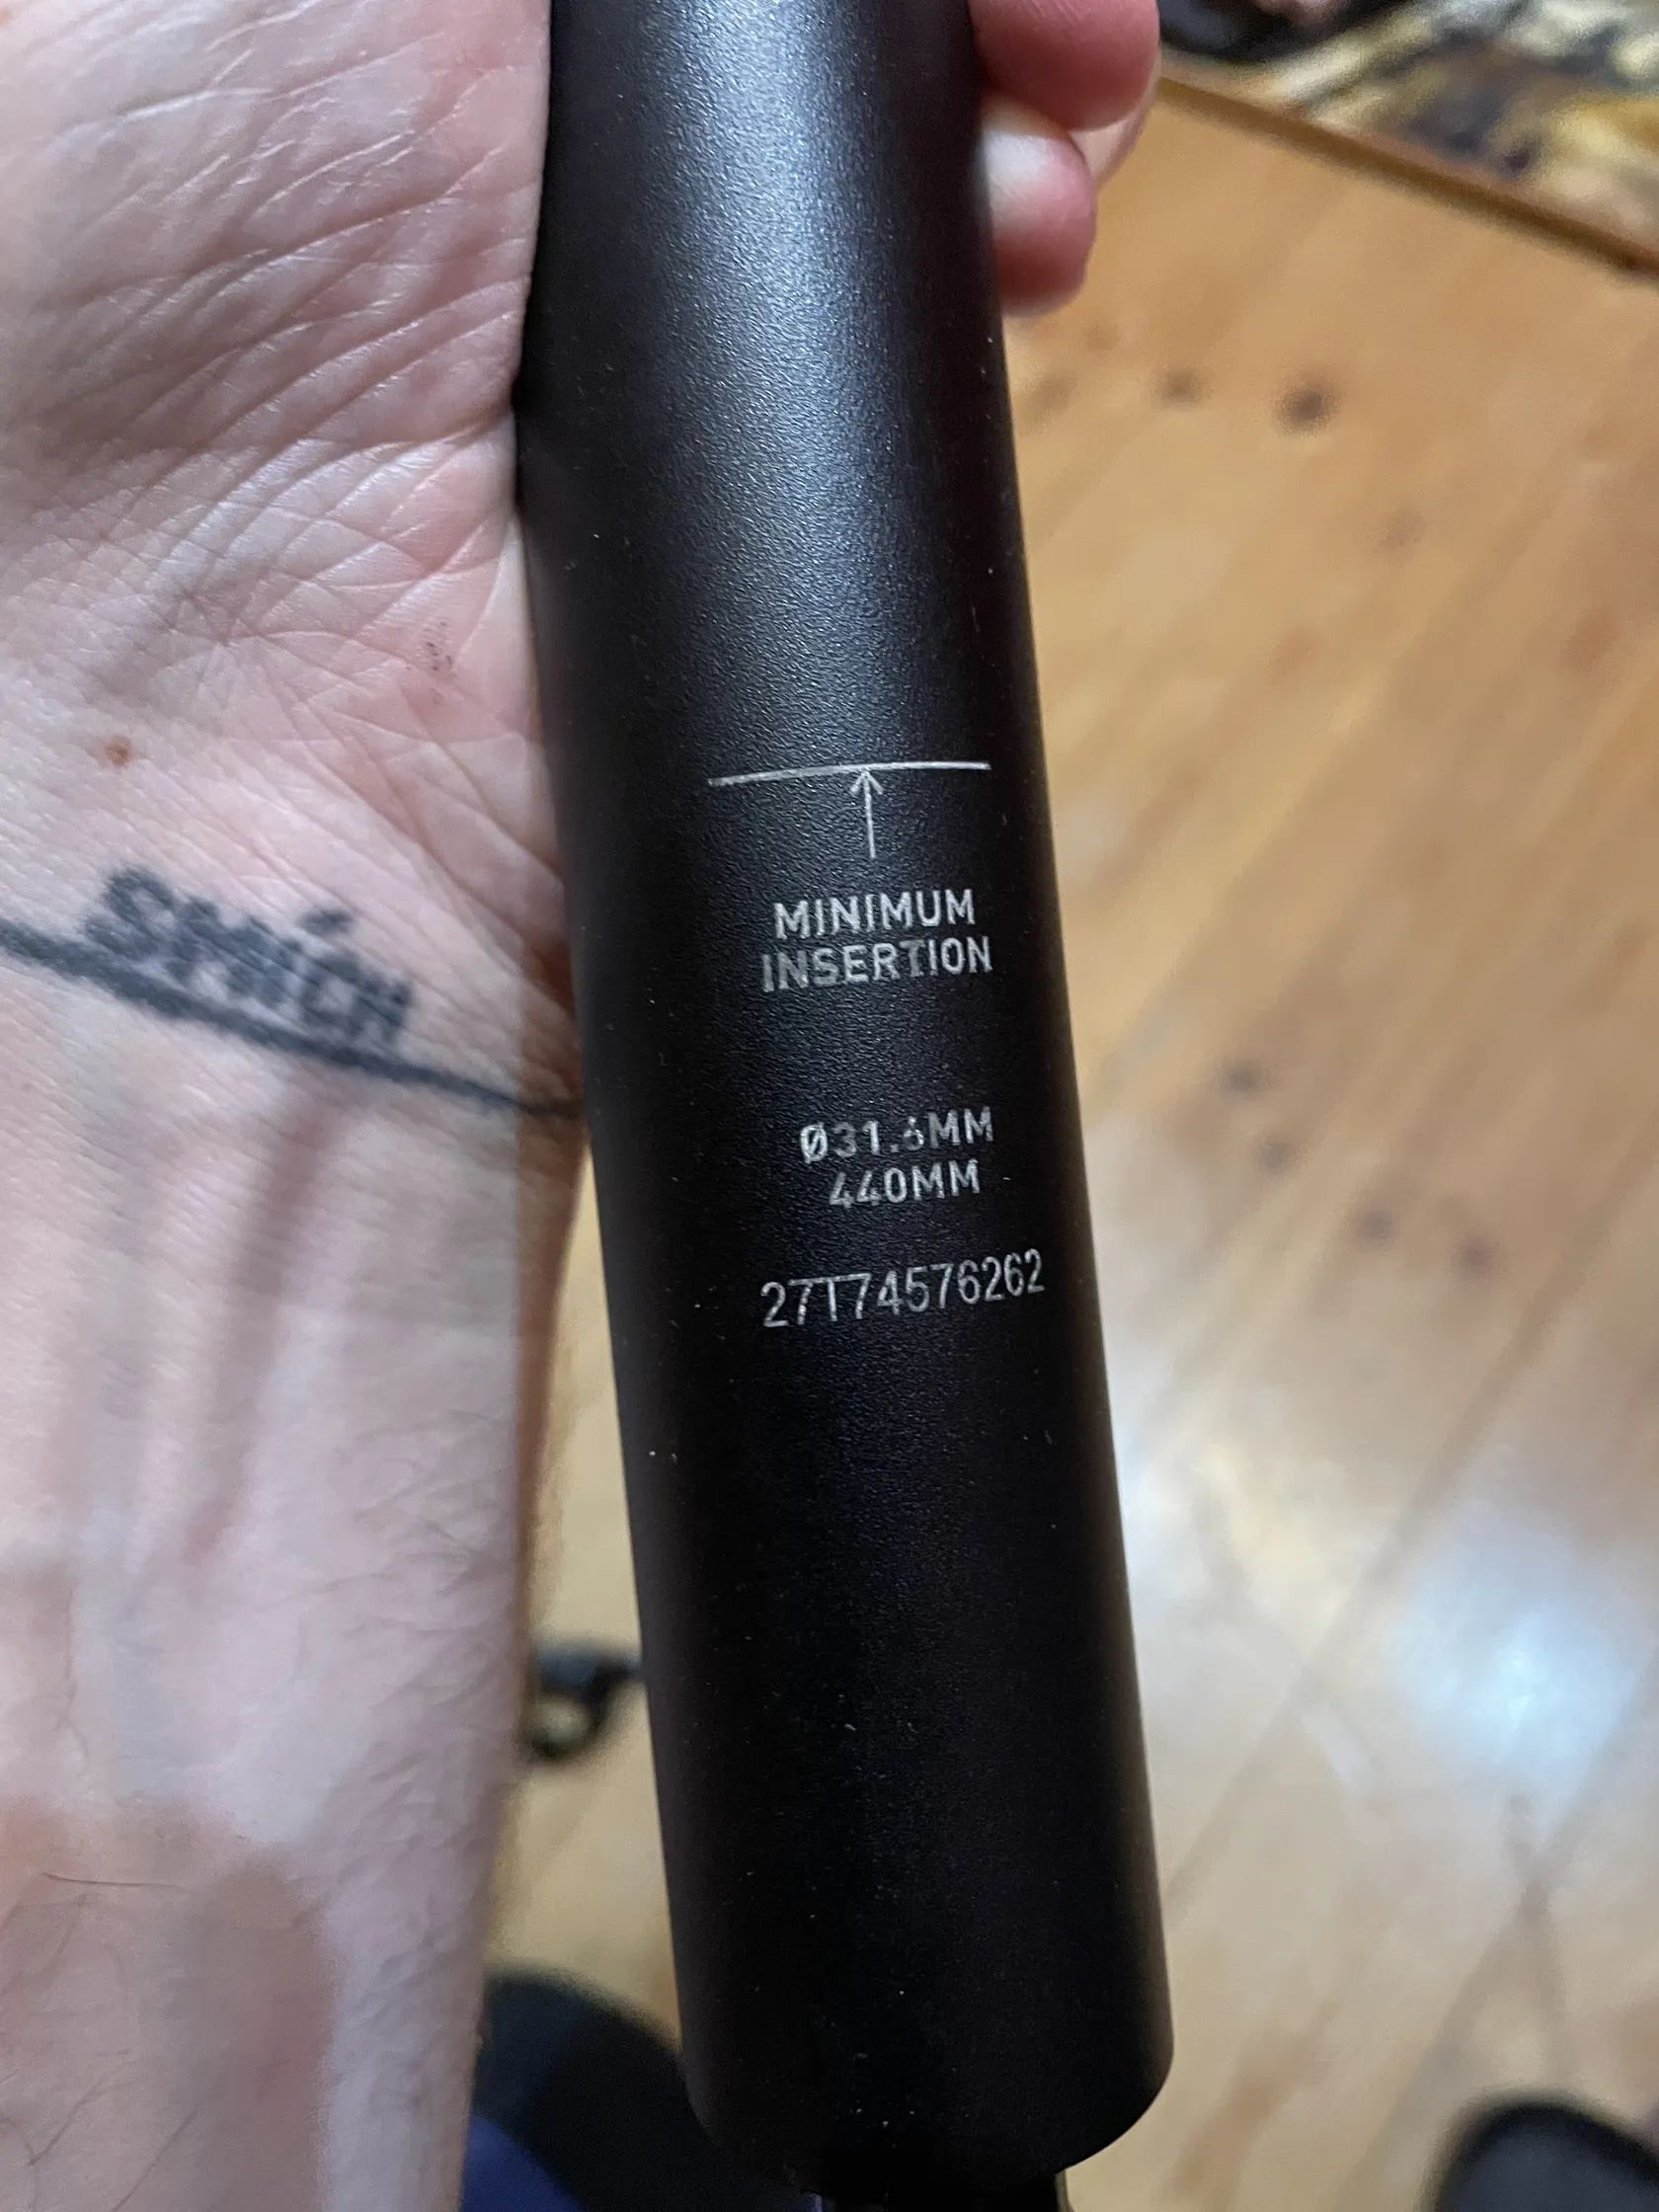 MINIMUM
INSERTION
Ø31.6MM
440MM
27T74576262